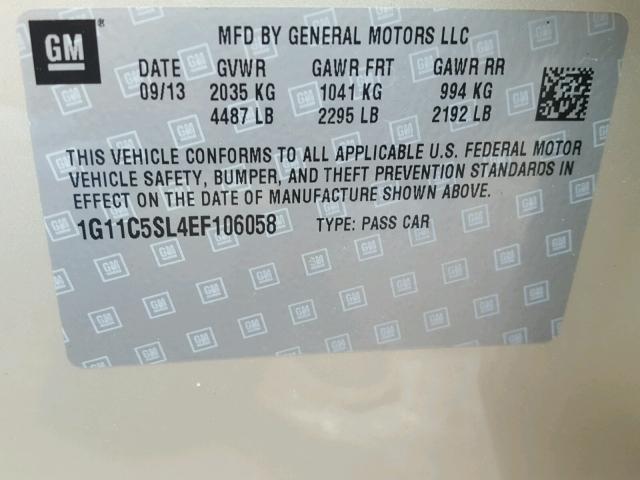 GM MFD BY GENERAL MOTORS LLC
DATE GVWR GAWR FRT GAWR RR
09/13 2035 KG 1041 KG 994 KG
4487 LB 2295 LB 2192 LB
THIS VEHICLE CONFORMS TO ALL APPLICABLE U.S. FEDERAL MOTOR
VEHICLE SAFETY, BUMPER, AND THEFT PREVENTION STANDARDS IN
EFFECT ON THE DATE OF MANUFACTURE SHOWN ABOVE.
1G11C5SL4EF106058 TYPE: PASS CAR